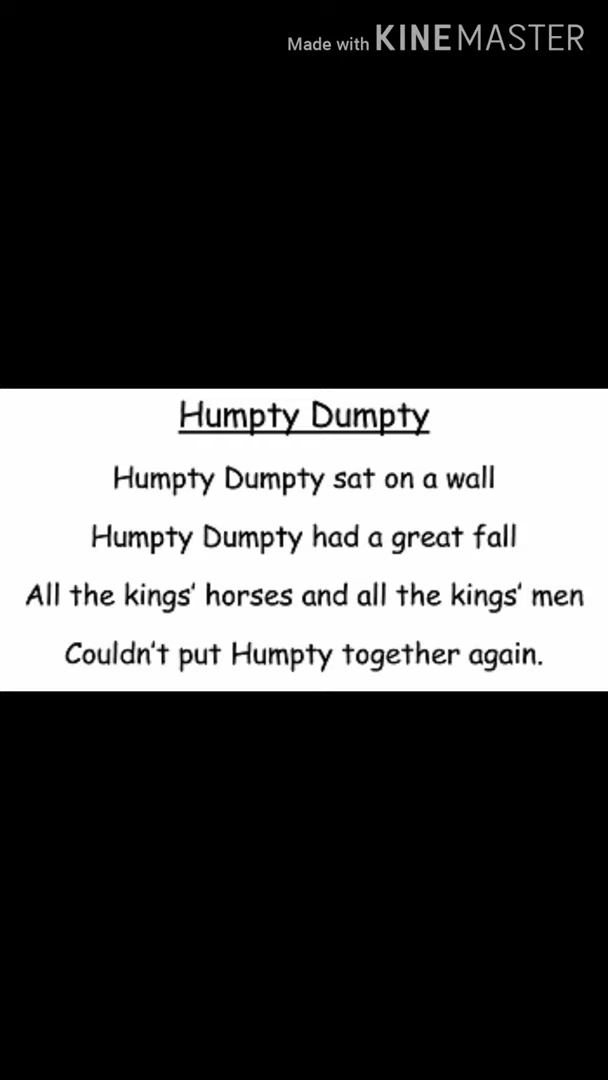 Made with KINEMASTER
Humpty Dumpty
Humpty Dumpty sat on a wall
Humpty Dumpty had a great fall
All the kings’ horses and all the kings’ men
Couldn’t put Humpty together again.